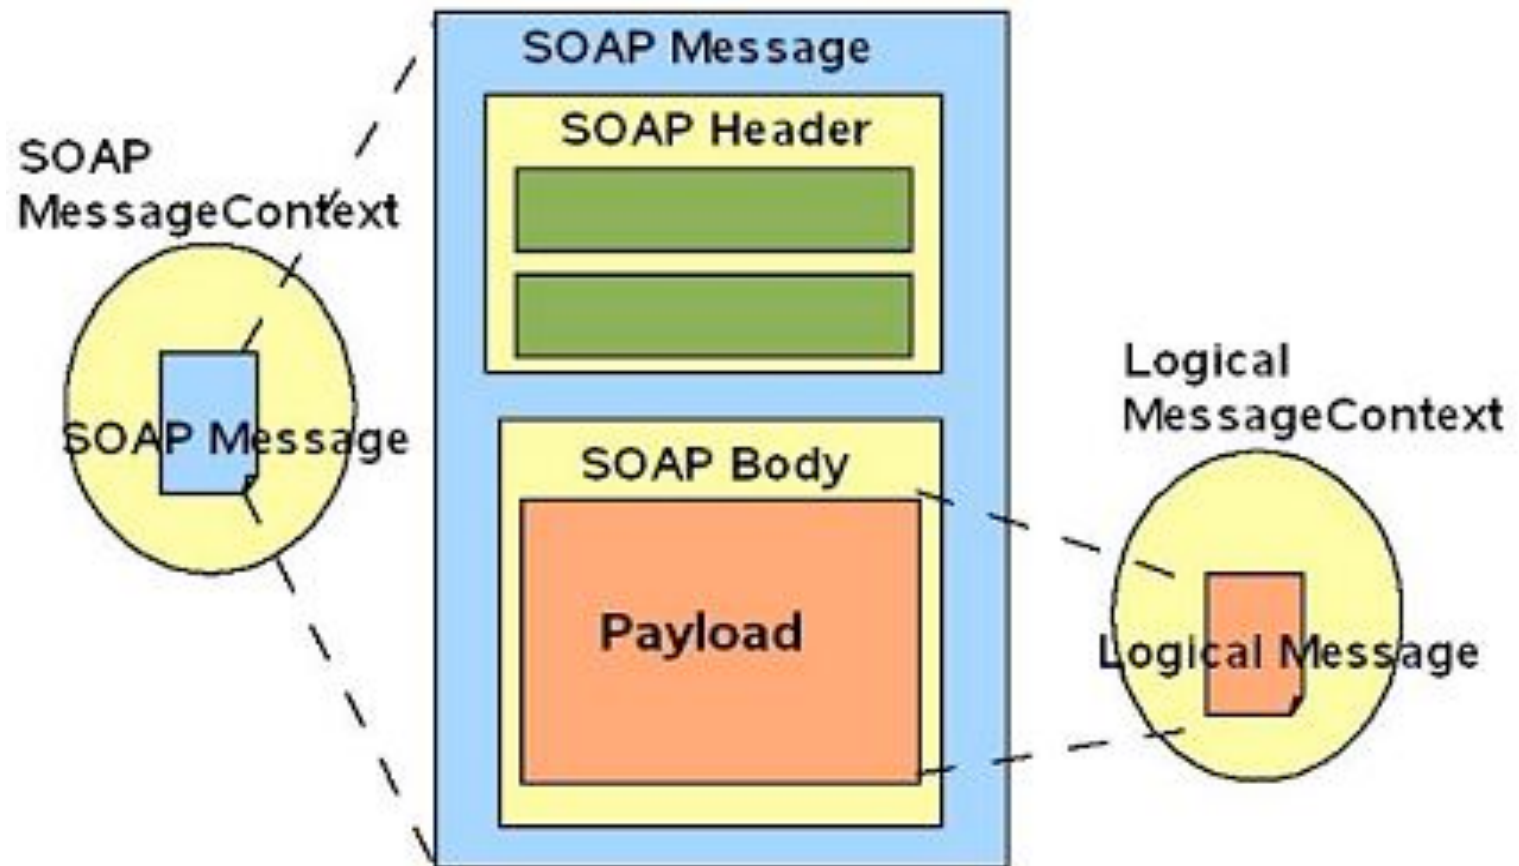 SOAP Message
SOAP Header
SOAP
MessageContext
SOAP Message
SOAP Body
Payload
Logical
MessageContext
Logical Message